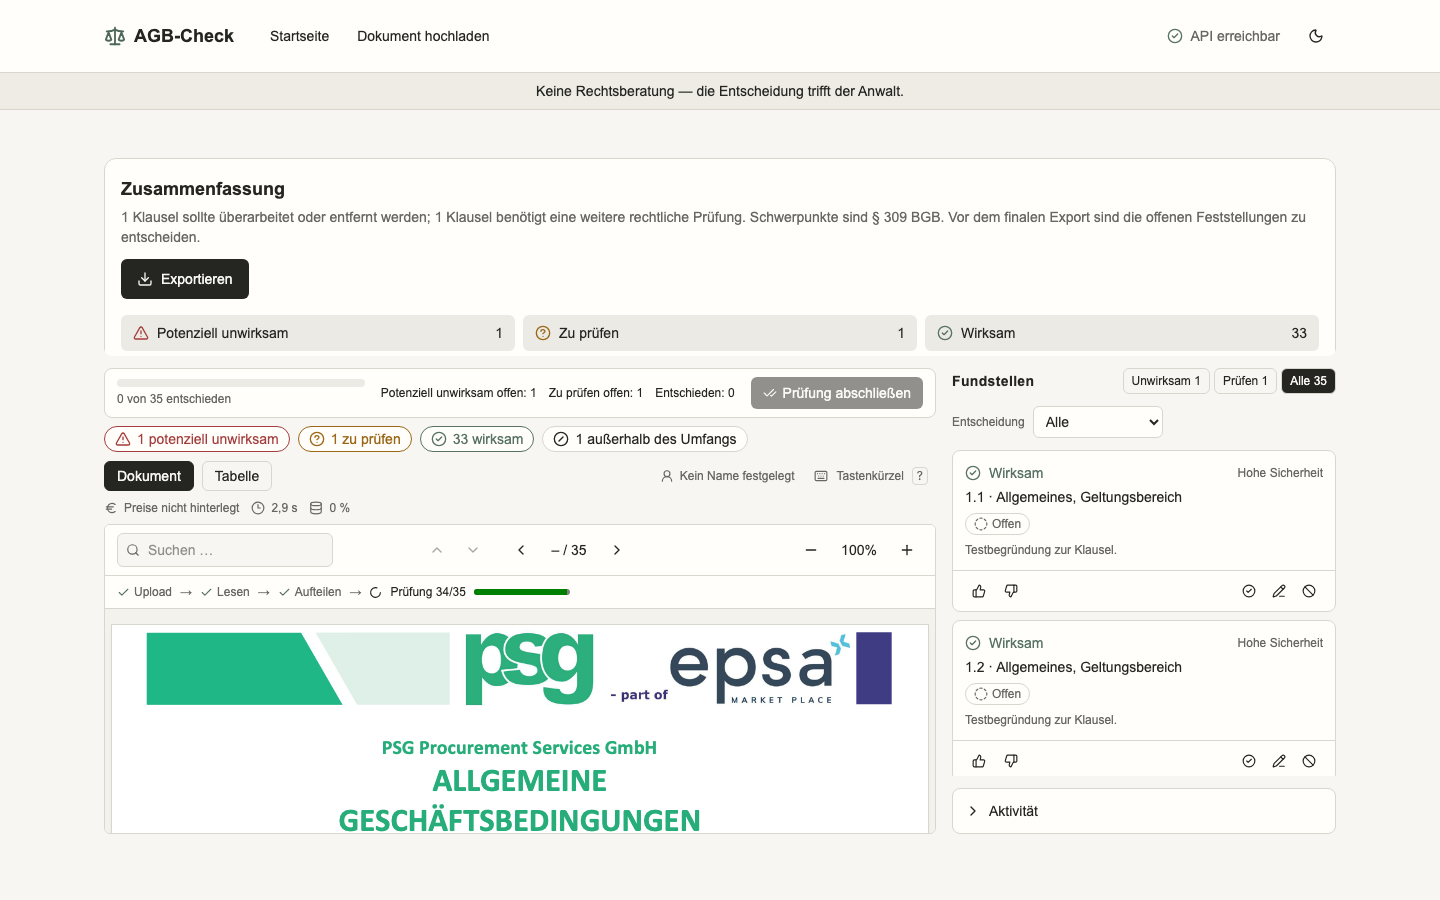 AGB-Check
Startseite
Dokument hochladen
API erreichbar
Keine Rechtsberatung — die Entscheidung trifft der Anwalt.
Zusammenfassung
1 Klausel sollte überarbeitet oder entfernt werden; 1 Klausel benötigt eine weitere rechtliche Prüfung. Schwerpunkte sind § 309 BGB. Vor dem finalen Export sind die offenen Feststellungen zu
entscheiden.
Exportieren
Potenziell unwirksam 1
Zu prüfen 1
Wirksam 33
0 von 35 entschieden
Potenziell unwirksam offen: 1 Zu prüfen offen: 1 Entschieden: 0
Prüfung abschließen
1 potenziell unwirksam
1 zu prüfen
33 wirksam
1 außerhalb des Umfangs
Dokument
Tabelle
Kein Name festgelegt
Tastenkürzel ?
Preise nicht hinterlegt
2,9 s
0 %
Suchen …
– / 35
100%
Upload → Lesen → Aufteilen → Prüfung 34/35
psg
- part of
epsa
MARKET PLACE
PSG Procurement Services GmbH
ALLGEMEINE
GESCHÄFTSBEDINGUNGEN
Fundstellen
Unwirksam 1
Prüfen 1
Alle 35
Entscheidung
Alle
Wirksam
Hohe Sicherheit
1.1 · Allgemeines, Geltungsbereich
Offen
Testbegründung zur Klausel.
Wirksam
Hohe Sicherheit
1.2 · Allgemeines, Geltungsbereich
Offen
Testbegründung zur Klausel.
Aktivität